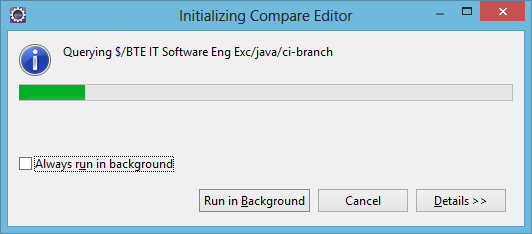 Initializing Compare Editor
Querying $/BTE IT Software Eng Exc/java/ci-branch
Always run in background
Run in Background
Cancel
Details >>